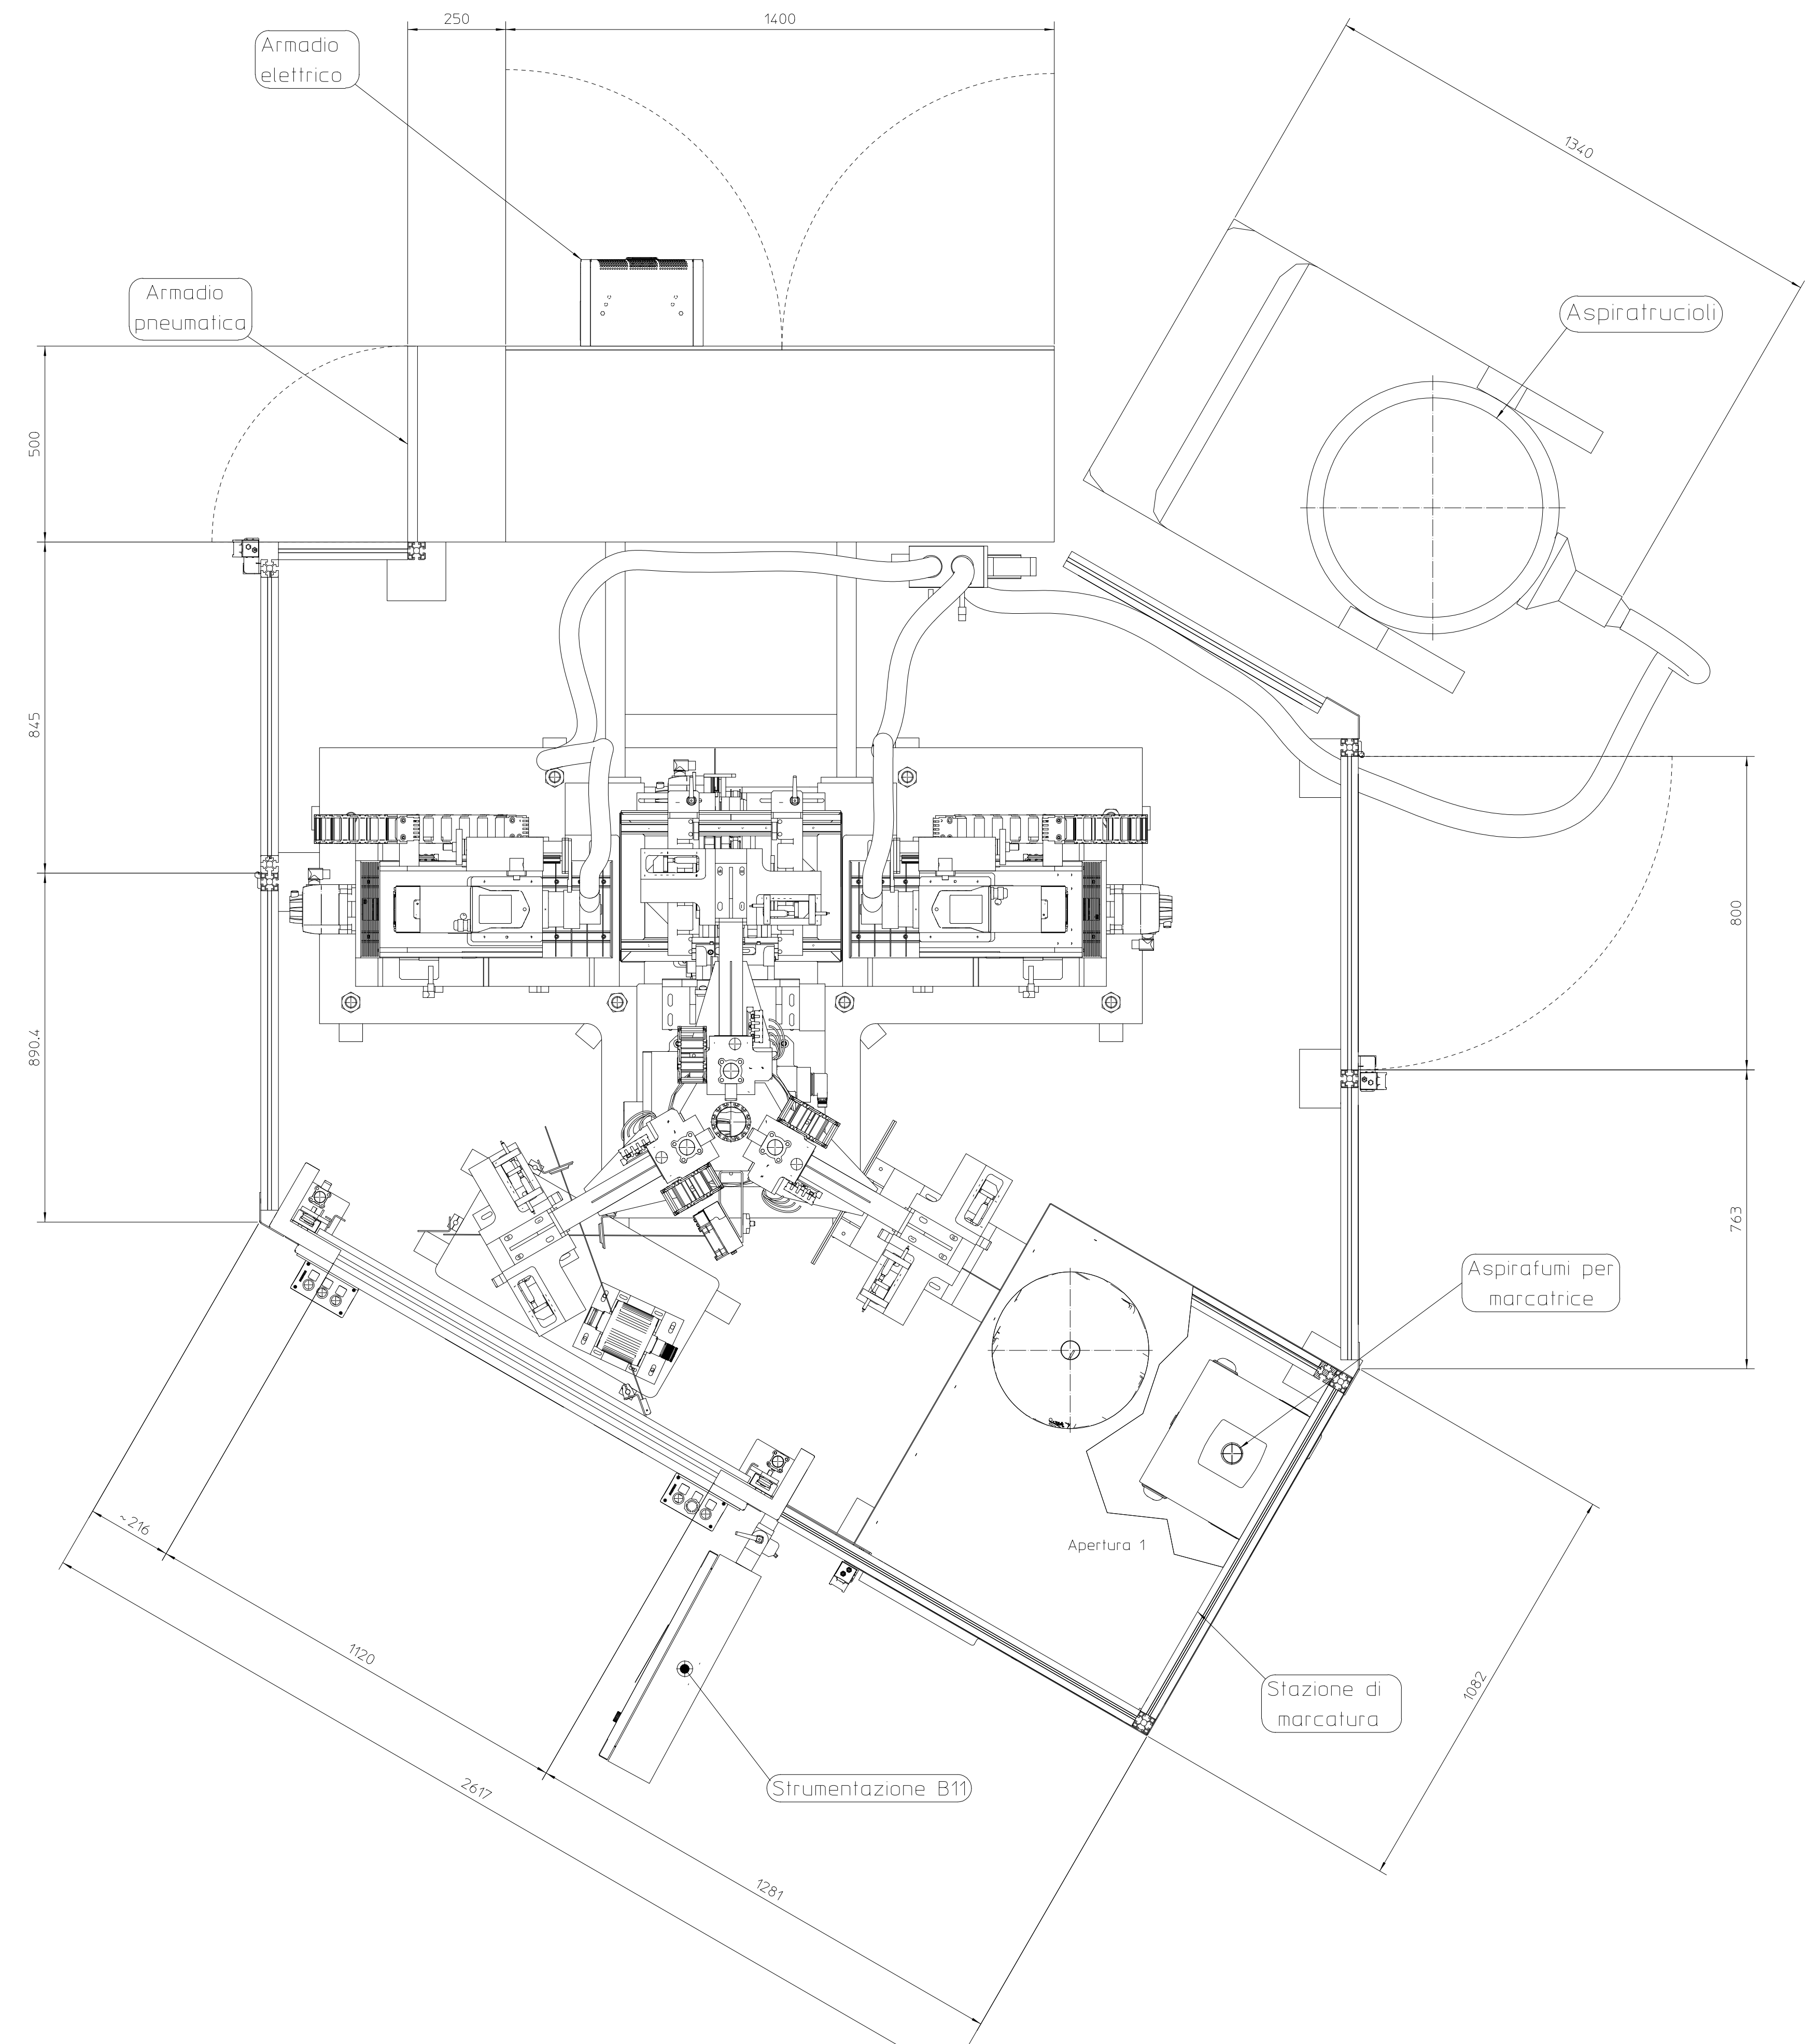 250
1400
Armadio
elettrico
1340
Armadio
pneumatica
Aspiratrucioli
500
845
800
890.4
763
Aspirafumi per
marcatrice
Apertura 1
~216
1120
1082
Stazione di
marcatura
2617
Strumentazione B11
1281